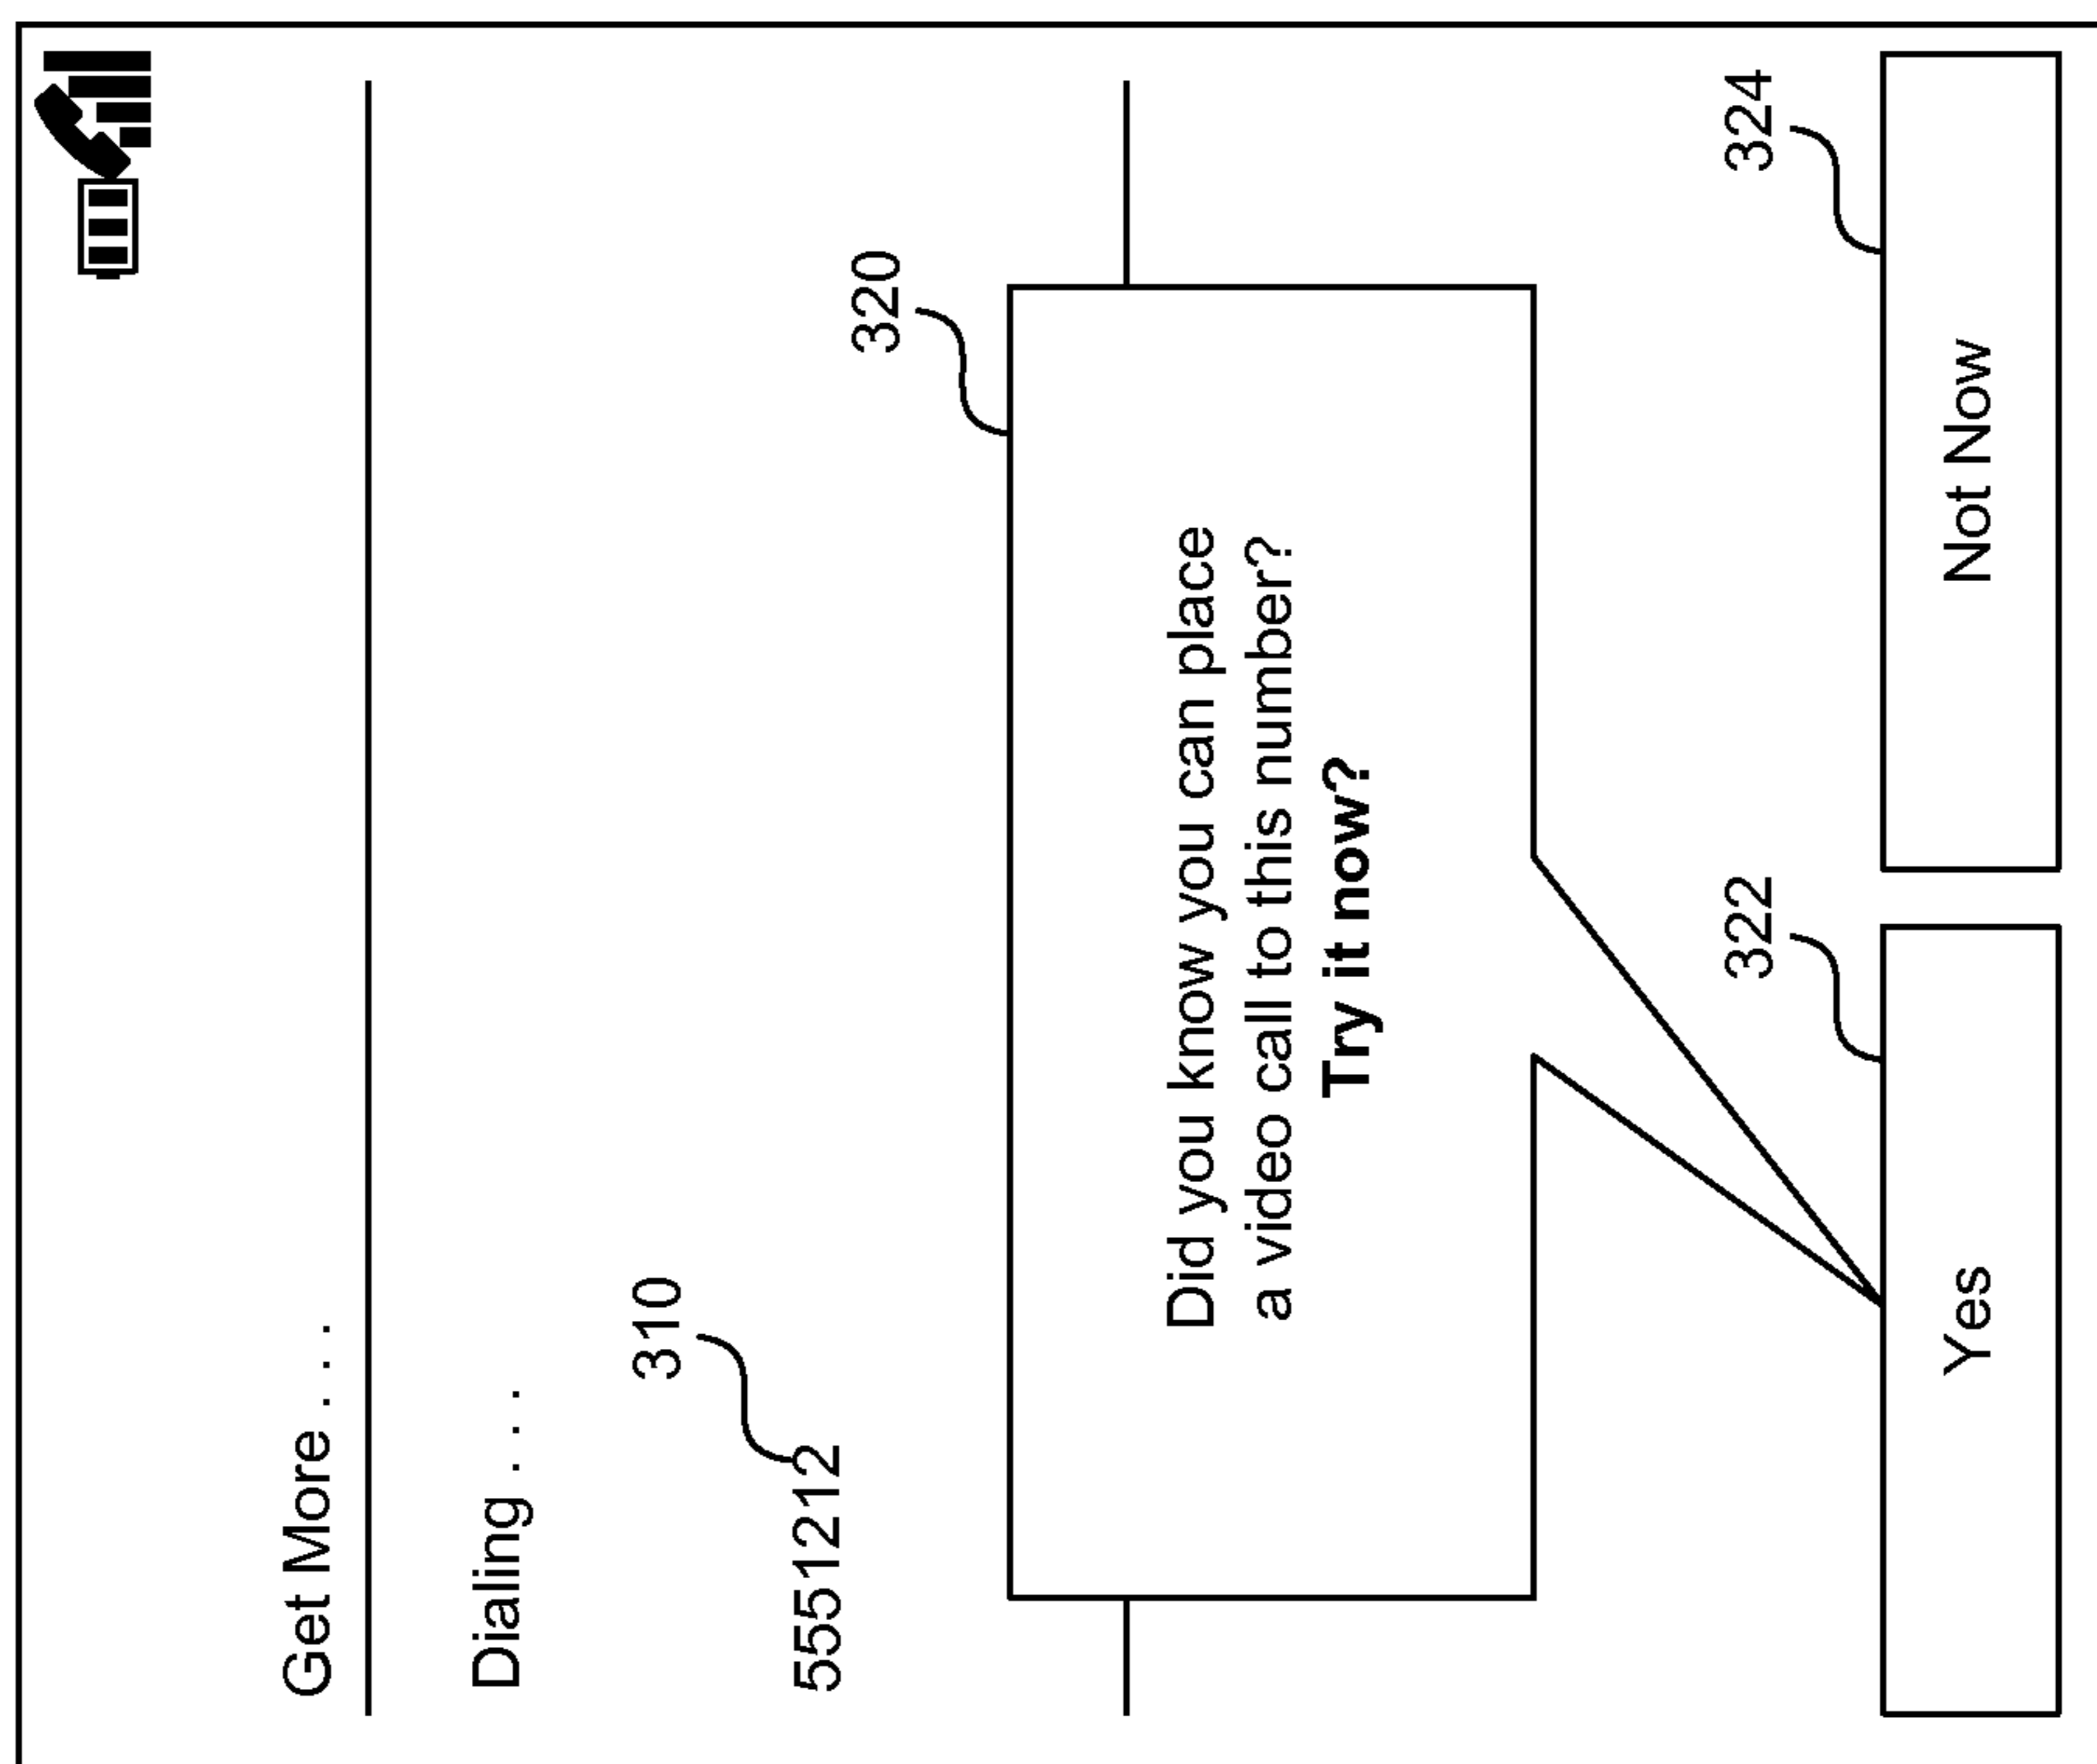 Get More . . .
Dialing . . .
310
5551212
320
Did you know you can place
a video call to this number?
Try it now?
322
324
Yes
Not Now